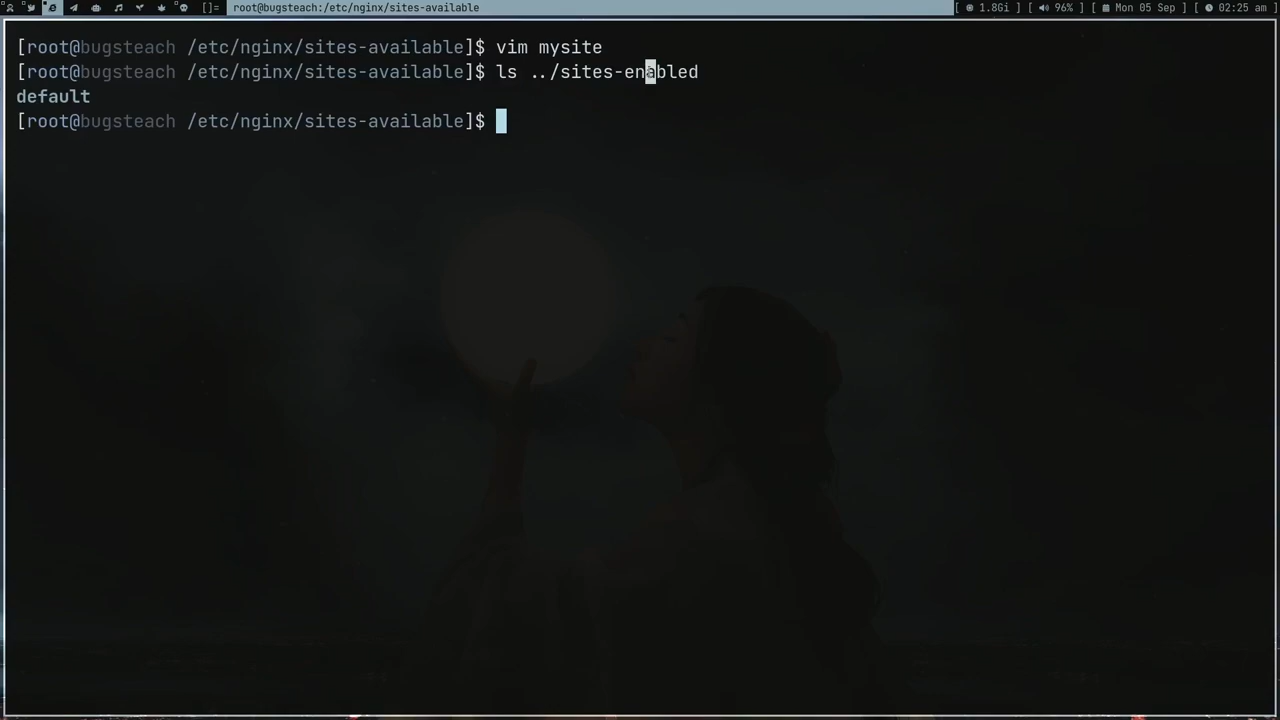 []= root@bugsteach:/etc/nginx/sites-available [ 1.8Gi ] [ 96% ] [ Mon 05 Sep ] [ 02:25 am ]
[root@bugsteach /etc/nginx/sites-available]$ vim mysite
[root@bugsteach /etc/nginx/sites-available]$ ls ../sites-enabled
default
[root@bugsteach /etc/nginx/sites-available]$